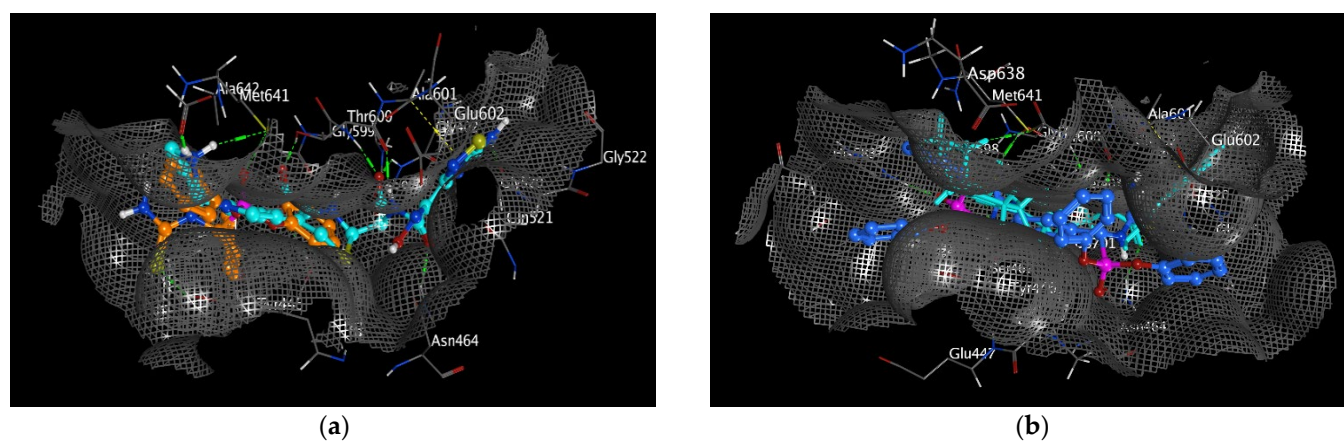 Ala642
Met641
Thr600
Gly599
Ala601
Glu602
Gly522
Gln521
Asn464
Asp638
Met641
Ala601
Glu602
Asn464
Glu447
(a)
(b)